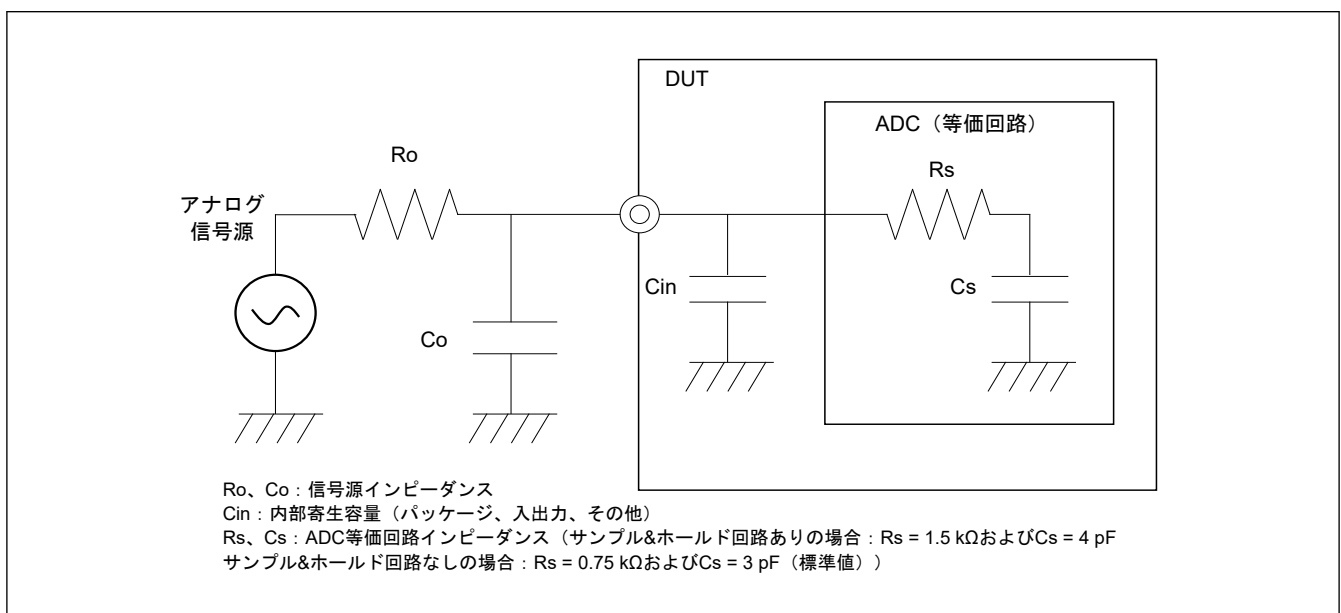 DUT
ADC（等価回路）
Ro
Rs
アナログ
信号源
Cin
Cs
Co
Ro、Co：信号源インピーダンス
Cin：内部寄生容量（パッケージ、入出力、その他）
Rs、Cs：ADC等価回路インピーダンス（サンプル&ホールド回路ありの場合：Rs = 1.5 kΩおよびCs = 4 pF
サンプル&ホールド回路なしの場合：Rs = 0.75 kΩおよびCs = 3 pF（標準値））